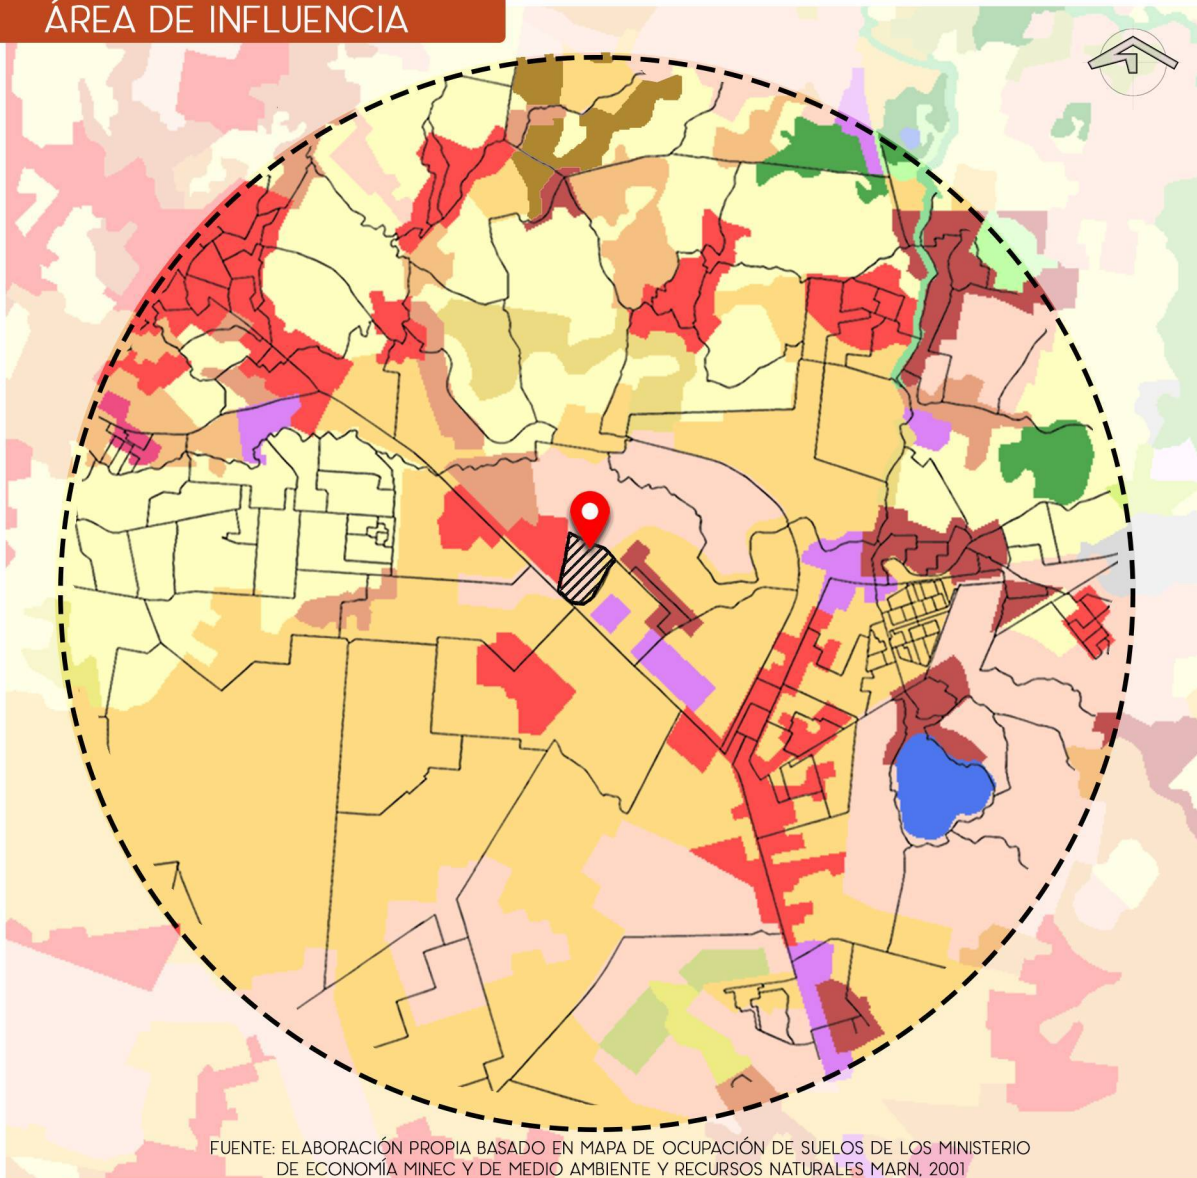 ÁREA DE INFLUENCIA
FUENTE: ELABORACIÓN PROPIA BASADO EN MAPA DE OCUPACIÓN DE SUELOS DE LOS MINISTERIO
DE ECONOMÍA MINEC Y DE MEDIO AMBIENTE Y RECURSOS NATURALES MARN, 2001